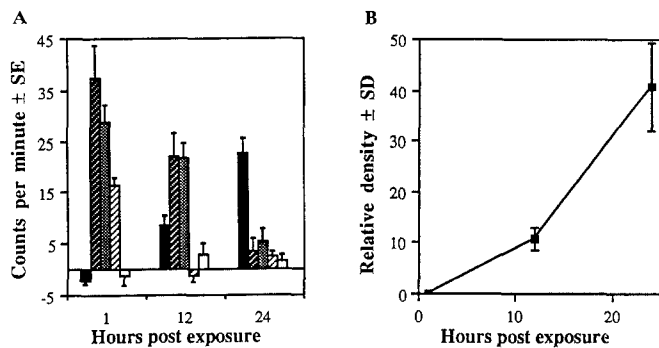 A
Counts per minute ± SE
45
35
25
15
5
-5
1 12 24
Hours post exposure
B
Relative density ± SD
50
40
30
20
10
0
0 10 20
Hours post exposure